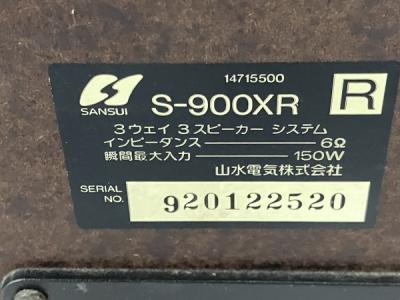 14715500
SANSUI
S-900XR
R
3ウェイ 3スピーカー システム
インピーダンス 6Ω
瞬間最大入力 150W
山水電気株式会社
SERIAL NO. 920122520